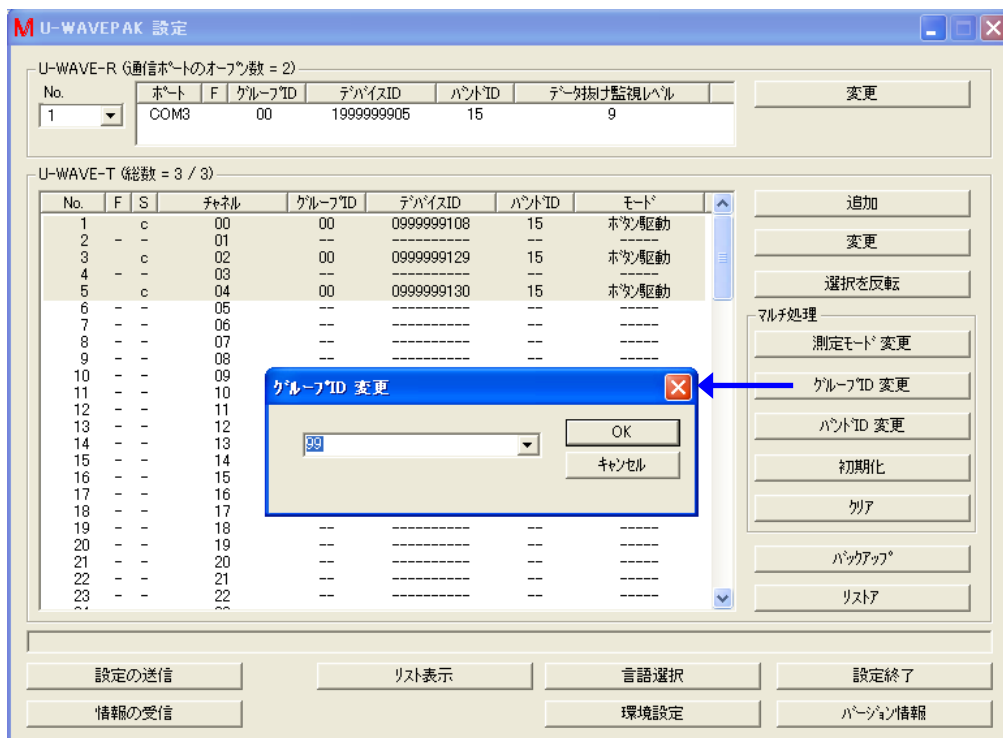 M U-WAVEPAK 設定
U-WAVE-R (通信ポートのオープン数 = 2)
No. ポート F グループID デバイスID バンドID データ抜け監視レベル 変更
1 COM3 00 1999999905 15 9
U-WAVE-T (総数 = 3 / 3)
No. F S チャネル グループID デバイスID バンドID モード 追加
1 c 00 00 0999999108 15 ボタン駆動
2 - - 01 -- ---------- -- ----- 変更
3 c 02 00 0999999129 15 ボタン駆動
4 - - 03 -- ---------- -- ----- 選択を反転
5 c 04 00 0999999130 15 ボタン駆動
6 - - 05 -- ---------- -- -----
7 - - 06 -- ---------- -- ----- マルチ処理
8 - - 07 -- ---------- -- ----- 測定モード 変更
9 - - 08 -- ---------- -- -----
10 - - 09
グループID 変更
グループID 変更
11 - - 10
12 - - 11
13 - - 12 バンドID 変更
99 OK
14 - - 13
15 - - 14 キャンセル 初期化
16 - - 15
17 - - 16
18 - - 17 クリア
19 - - 18 -- ---------- -- -----
20 - - 19 -- ---------- -- -----
21 - - 20 -- ---------- -- ----- バックアップ
22 - - 21 -- ---------- -- -----
23 - - 22 -- ---------- -- ----- リストア
設定の送信 リスト表示 言語選択 設定終了
情報の受信 環境設定 バージョン情報